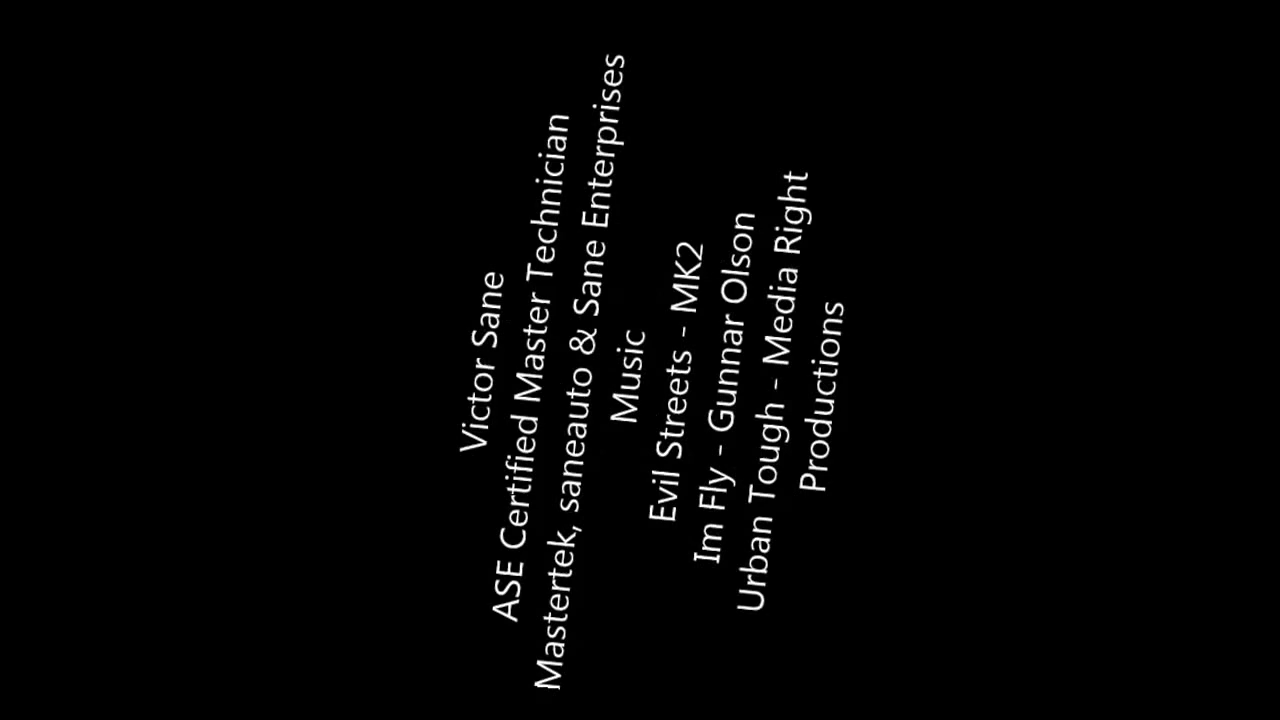 Victor Sane
ASE Certified Master Technician
Mastertek, saneauto & Sane Enterprises
Music
Evil Streets - MK2
Im Fly - Gunnar Olson
Urban Tough - Media Right
Productions